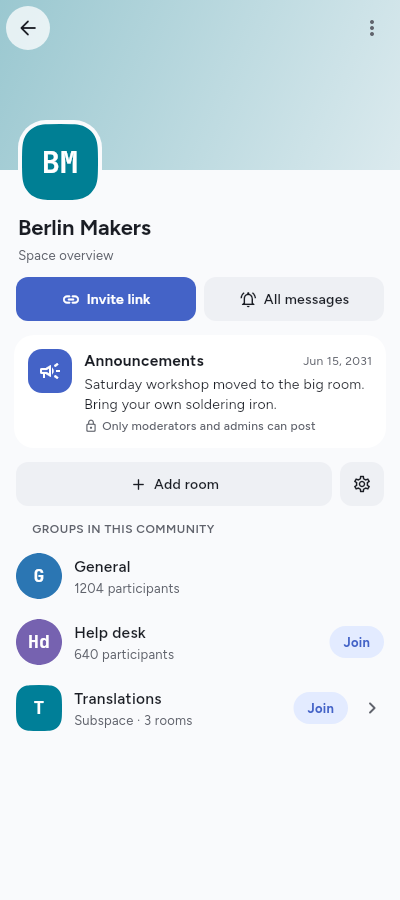 BM
Berlin Makers
Space overview
Invite link
All messages
Announcements
Jun 15, 2031
Saturday workshop moved to the big room.
Bring your own soldering iron.
Only moderators and admins can post
Add room
GROUPS IN THIS COMMUNITY
G
General
1204 participants
Hd
Help desk
640 participants
Join
T
Translations
Subspace · 3 rooms
Join